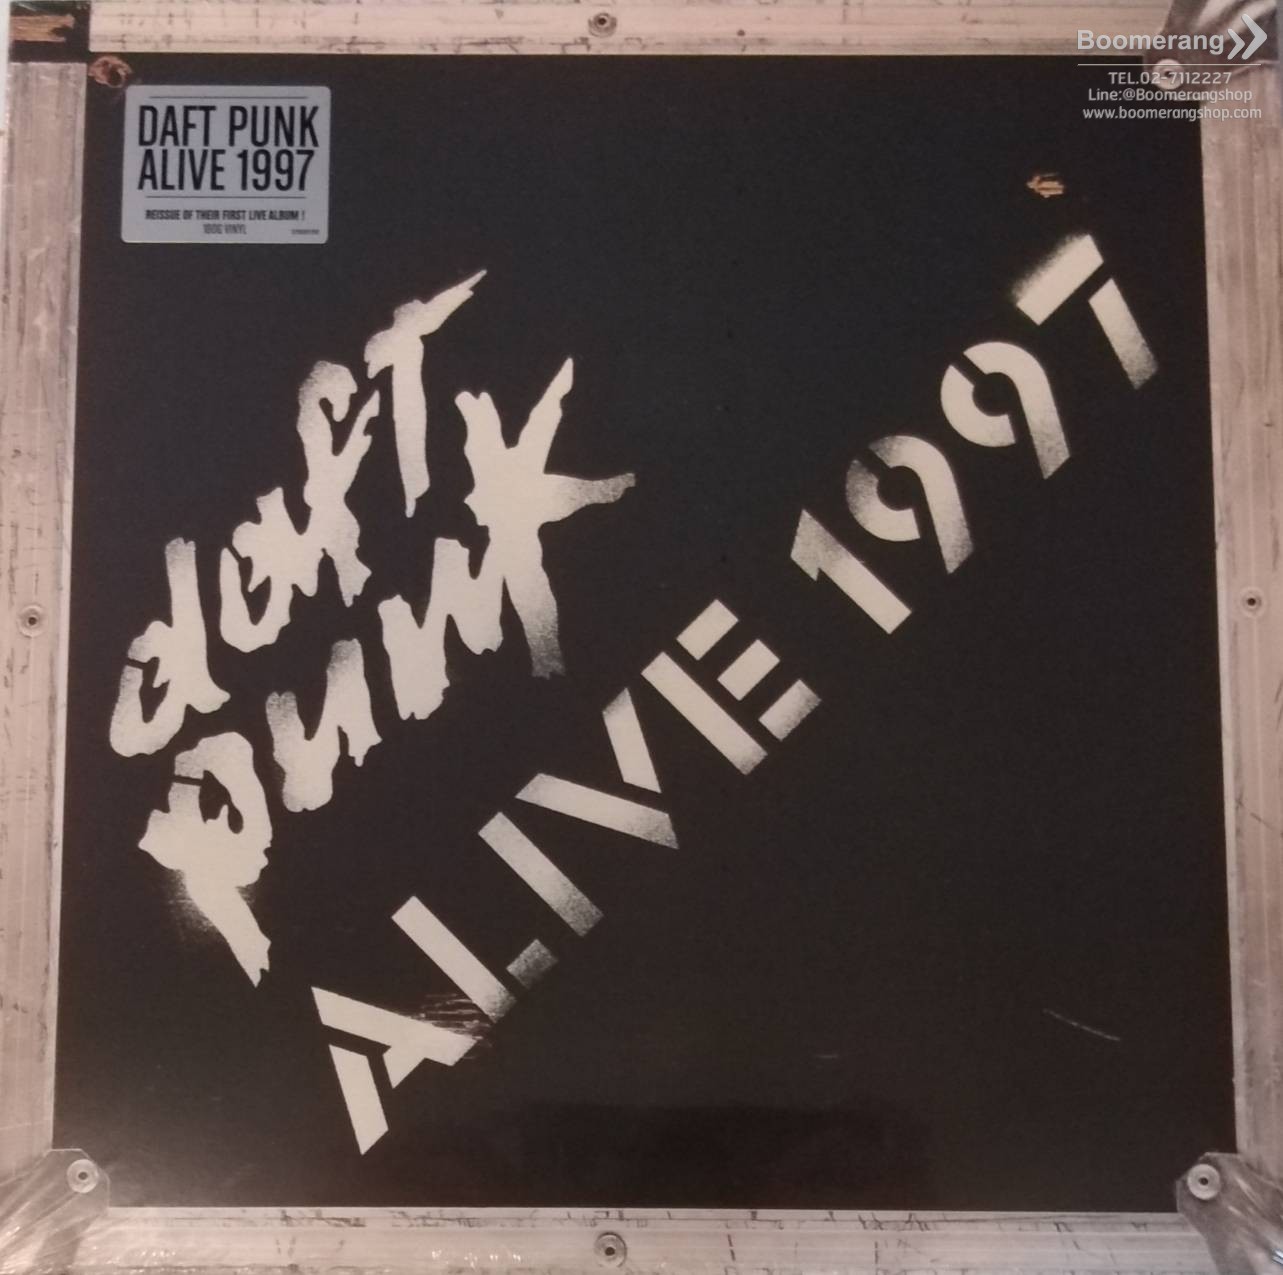 Boomerang
TEL.02-7112227
Line:@Boomerangshop
www.boomerangshop.com
DAFT PUNK
ALIVE 1997
REISSUE OF THEIR FIRST LIVE ALBUM !
180G VINYL
daft
punk
ALIVE 1997